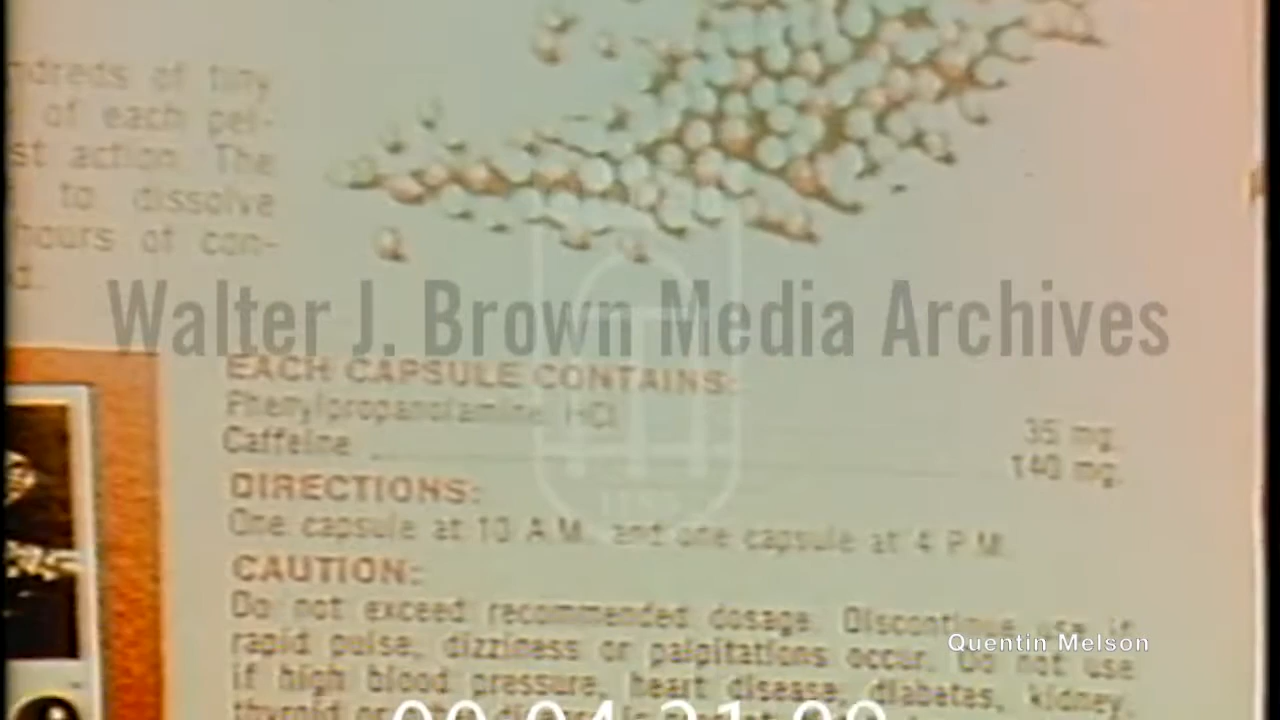 ndreds of tiny
of each pel-
st action. The
to dissolve
hours of con-
d.
Walter J. Brown Media Archives
EACH CAPSULE CONTAINS:
Phenylpropanolamine HCl 35 mg.
Caffeine 140 mg.
DIRECTIONS:
One capsule at 10 A.M. and one capsule at 4 P.M.
CAUTION:
Do not exceed recommended dosage. Discontinue use if
rapid pulse, dizziness or palpitations occur. Do not use
if high blood pressure, heart disease, diabetes, kidney,
thyroid or
Quentin Melson